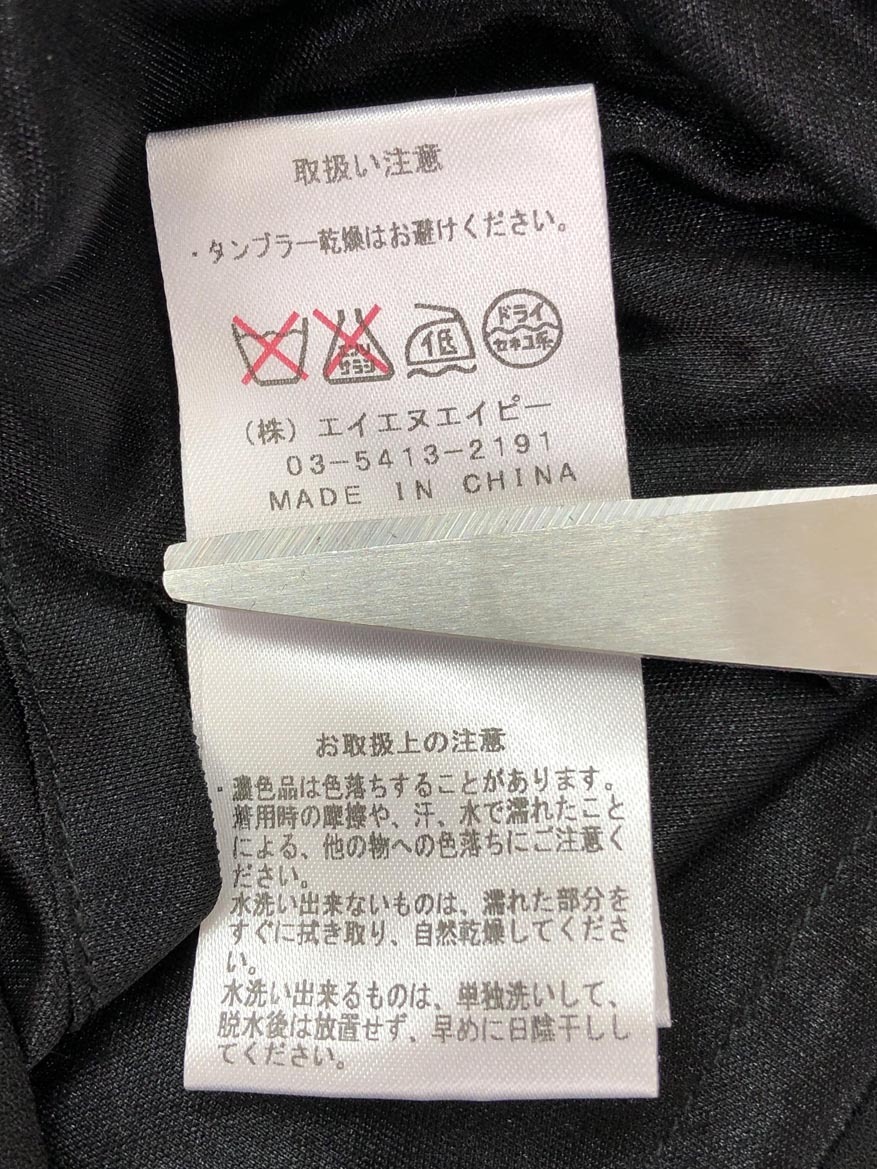 取扱い注意
・タンブラー乾燥はお避けください。
エンソ
サラシ
低
ドライ
セキユ系
(株) エイエヌエイピー
03-5413-2191
MADE IN CHINA
お取扱上の注意
・濃色品は色落ちすることがあります。
着用時の摩擦や、汗、水で濡れたこと
による、他の物への色落ちにご注意く
ださい。
水洗い出来ないものは、濡れた部分を
すぐに拭き取り、自然乾燥してくださ
い。
水洗い出来るものは、単独洗いして、
脱水後は放置せず、早めに日陰干しし
てください。